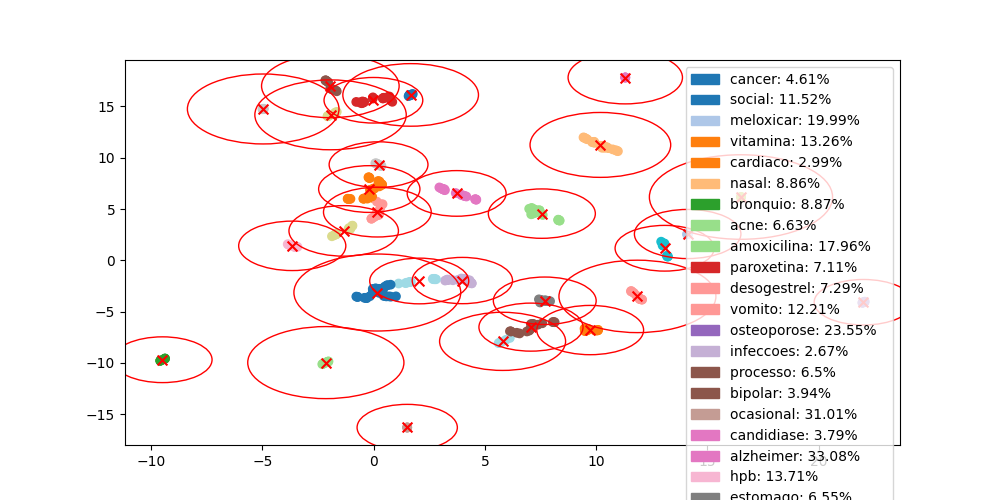 15
10
5
0
−5
−10
−15
−10
−5
0
5
10
15
20
cancer: 4.61%
social: 11.52%
meloxicar: 19.99%
vitamina: 13.26%
cardiaco: 2.99%
nasal: 8.86%
bronquio: 8.87%
acne: 6.63%
amoxicilina: 17.96%
paroxetina: 7.11%
desogestrel: 7.29%
vomito: 12.21%
osteoporose: 23.55%
infeccoes: 2.67%
processo: 6.5%
bipolar: 3.94%
ocasional: 31.01%
candidiase: 3.79%
alzheimer: 33.08%
hpb: 13.71%
estomago: 6.55%